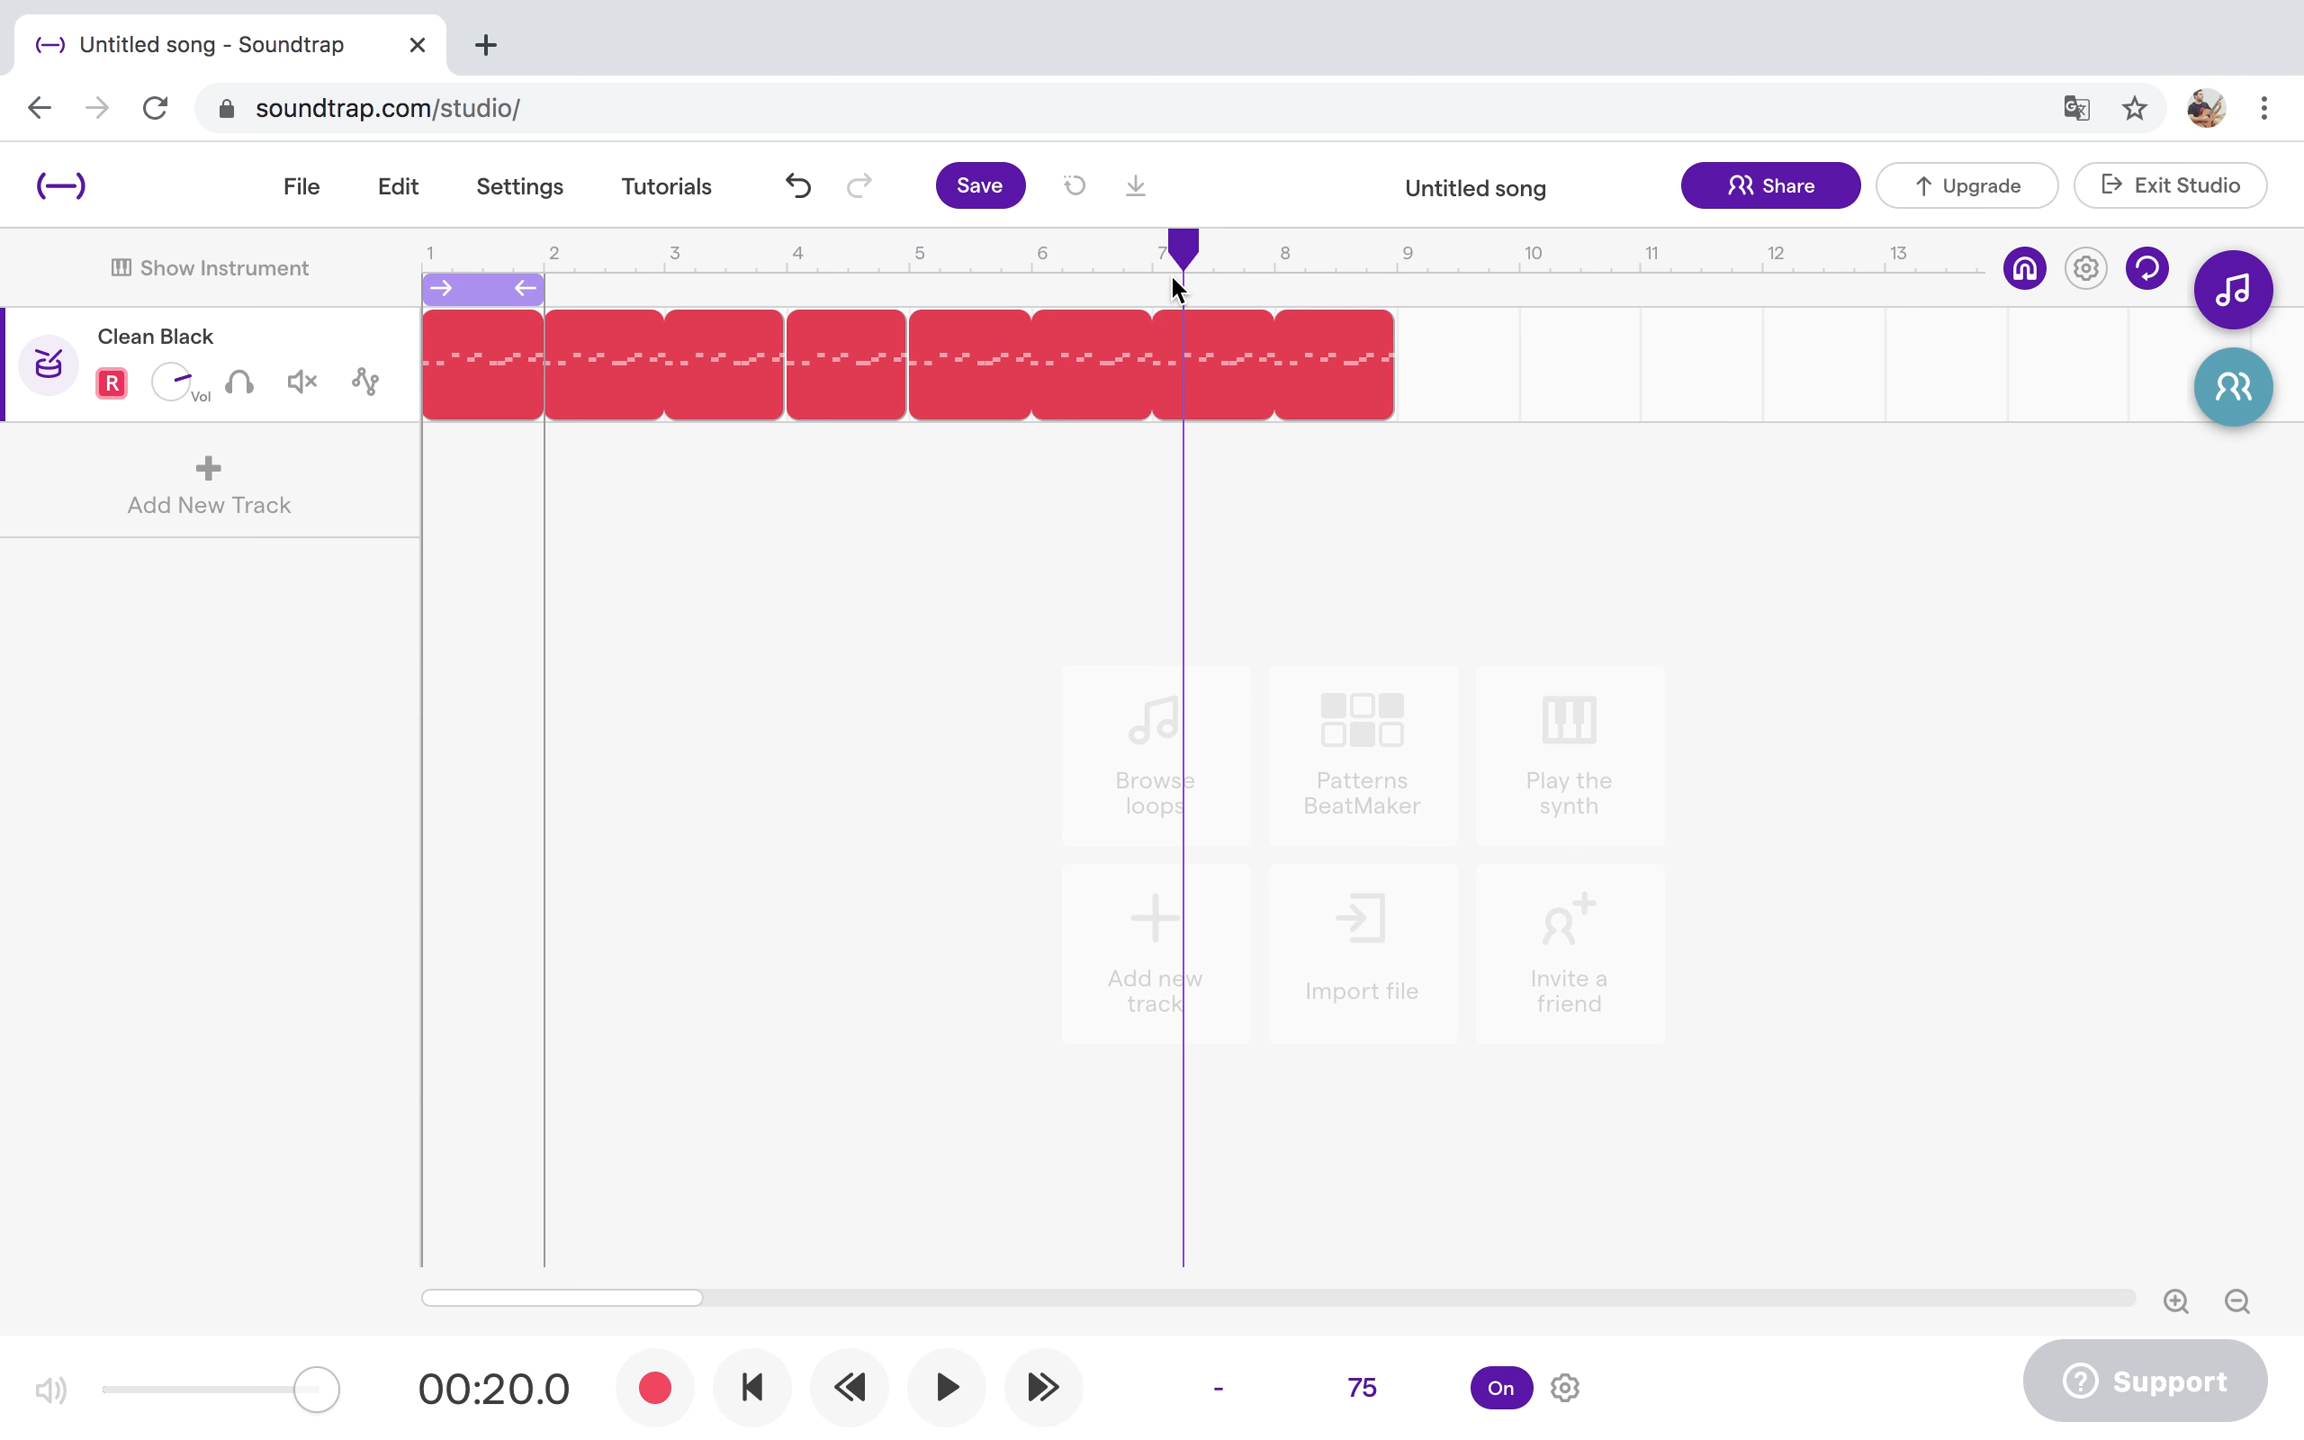 Untitled song - Soundtrap
soundtrap.com/studio/
File Edit Settings Tutorials Save Untitled song Share Upgrade Exit Studio
Show Instrument 1 2 3 4 5 6 7 8 9 10 11 12 13
Clean Black
R Vol
Add New Track
Browse
loops
Patterns
BeatMaker
Play the
synth
Add new
track
Import file
Invite a
friend
00:20.0 - 75 On Support